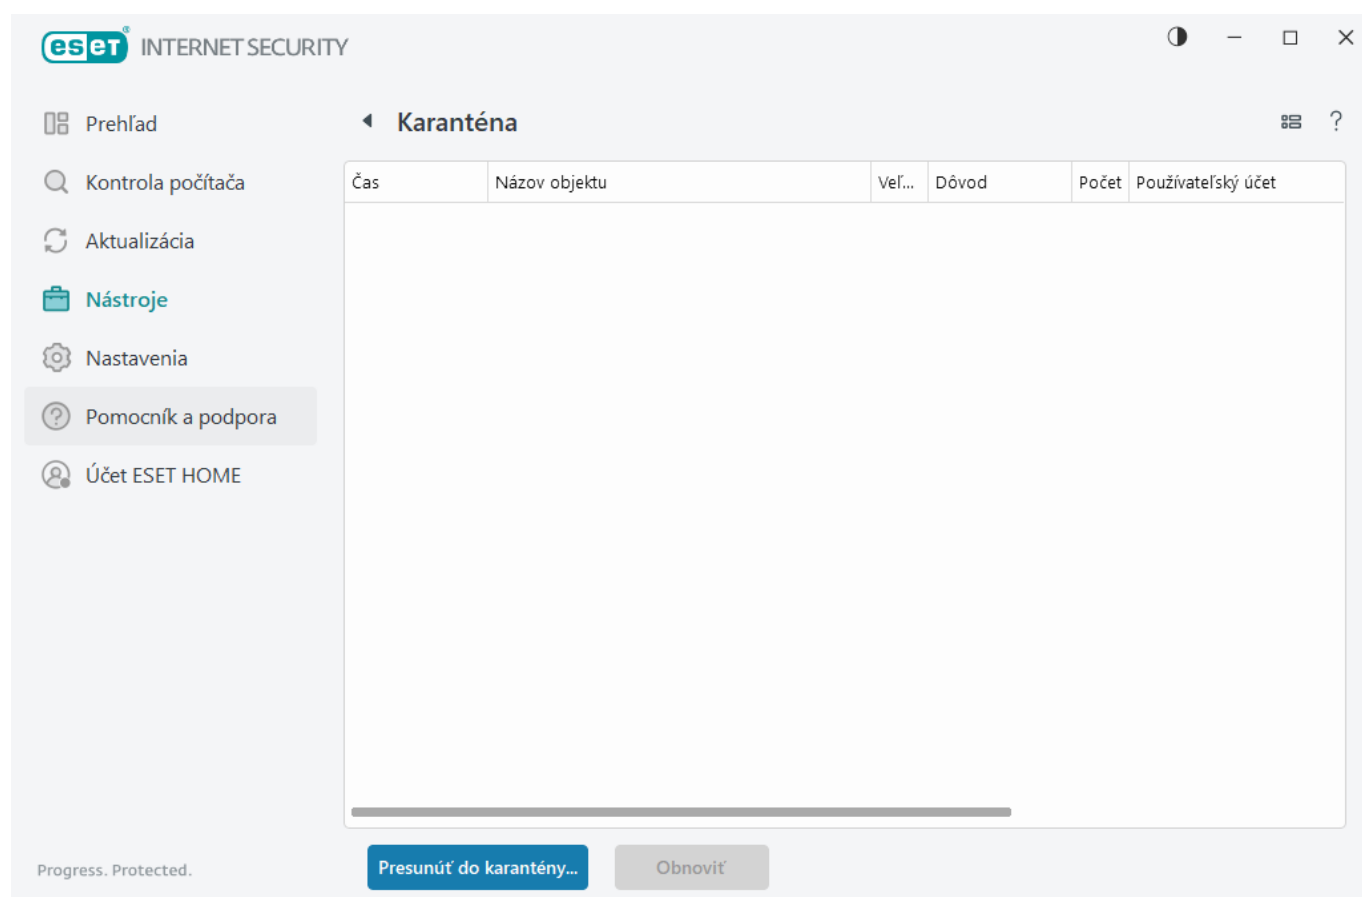 eset® INTERNET SECURITY
Prehľad
Karanténa
?
Kontrola počítača
Čas
Názov objektu
Veľ...
Dôvod
Počet
Používateľský účet
Aktualizácia
Nástroje
Nastavenia
Pomocník a podpora
Účet ESET HOME
Progress. Protected.
Presunúť do karantény...
Obnoviť